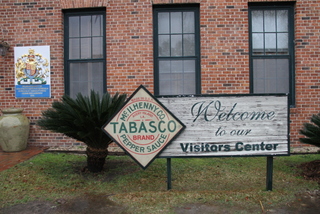 McILHENNY CO.
TABASCO
BRAND
PEPPER SAUCE
Welcome
to our
Visitors Center